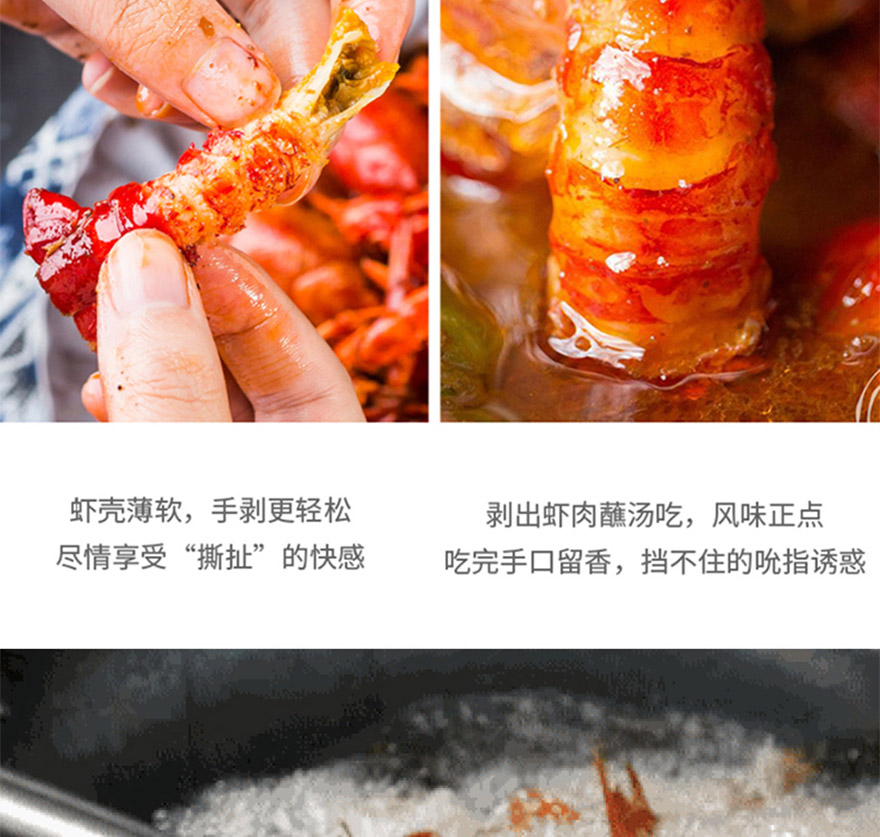 虾壳薄软，手剥更轻松
尽情享受“撕扯”的快感
剥出虾肉蘸汤吃，风味正点
吃完手口留香，挡不住的吮指诱惑